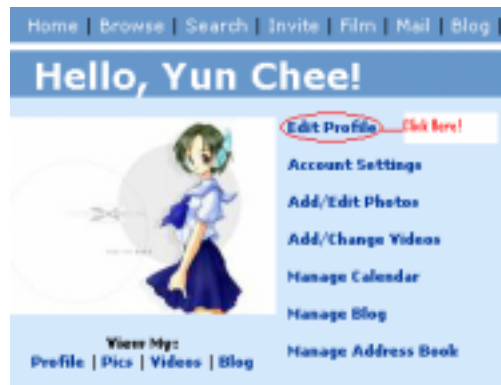 Home | Browse | Search | Invite | Film | Mail | Blog |
Hello, Yun Chee!
Edit Profile
Click Here!
Account Settings
Add/Edit Photos
Add/Change Videos
Manage Calendar
Manage Blog
Manage Address Book
View My:
Profile | Pics | Videos | Blog